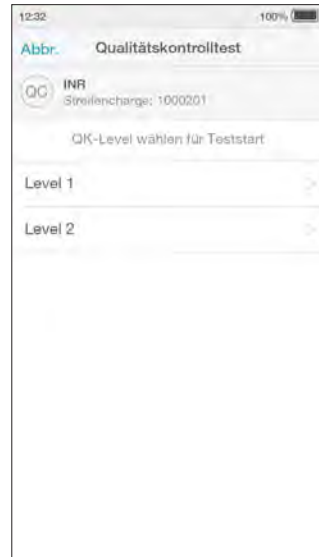 12:32 100%
Abbr. Qualitätskontrolltest
QC INR
Streifencharge: 1000201
QK-Level wählen für Teststart
Level 1 >
Level 2 >